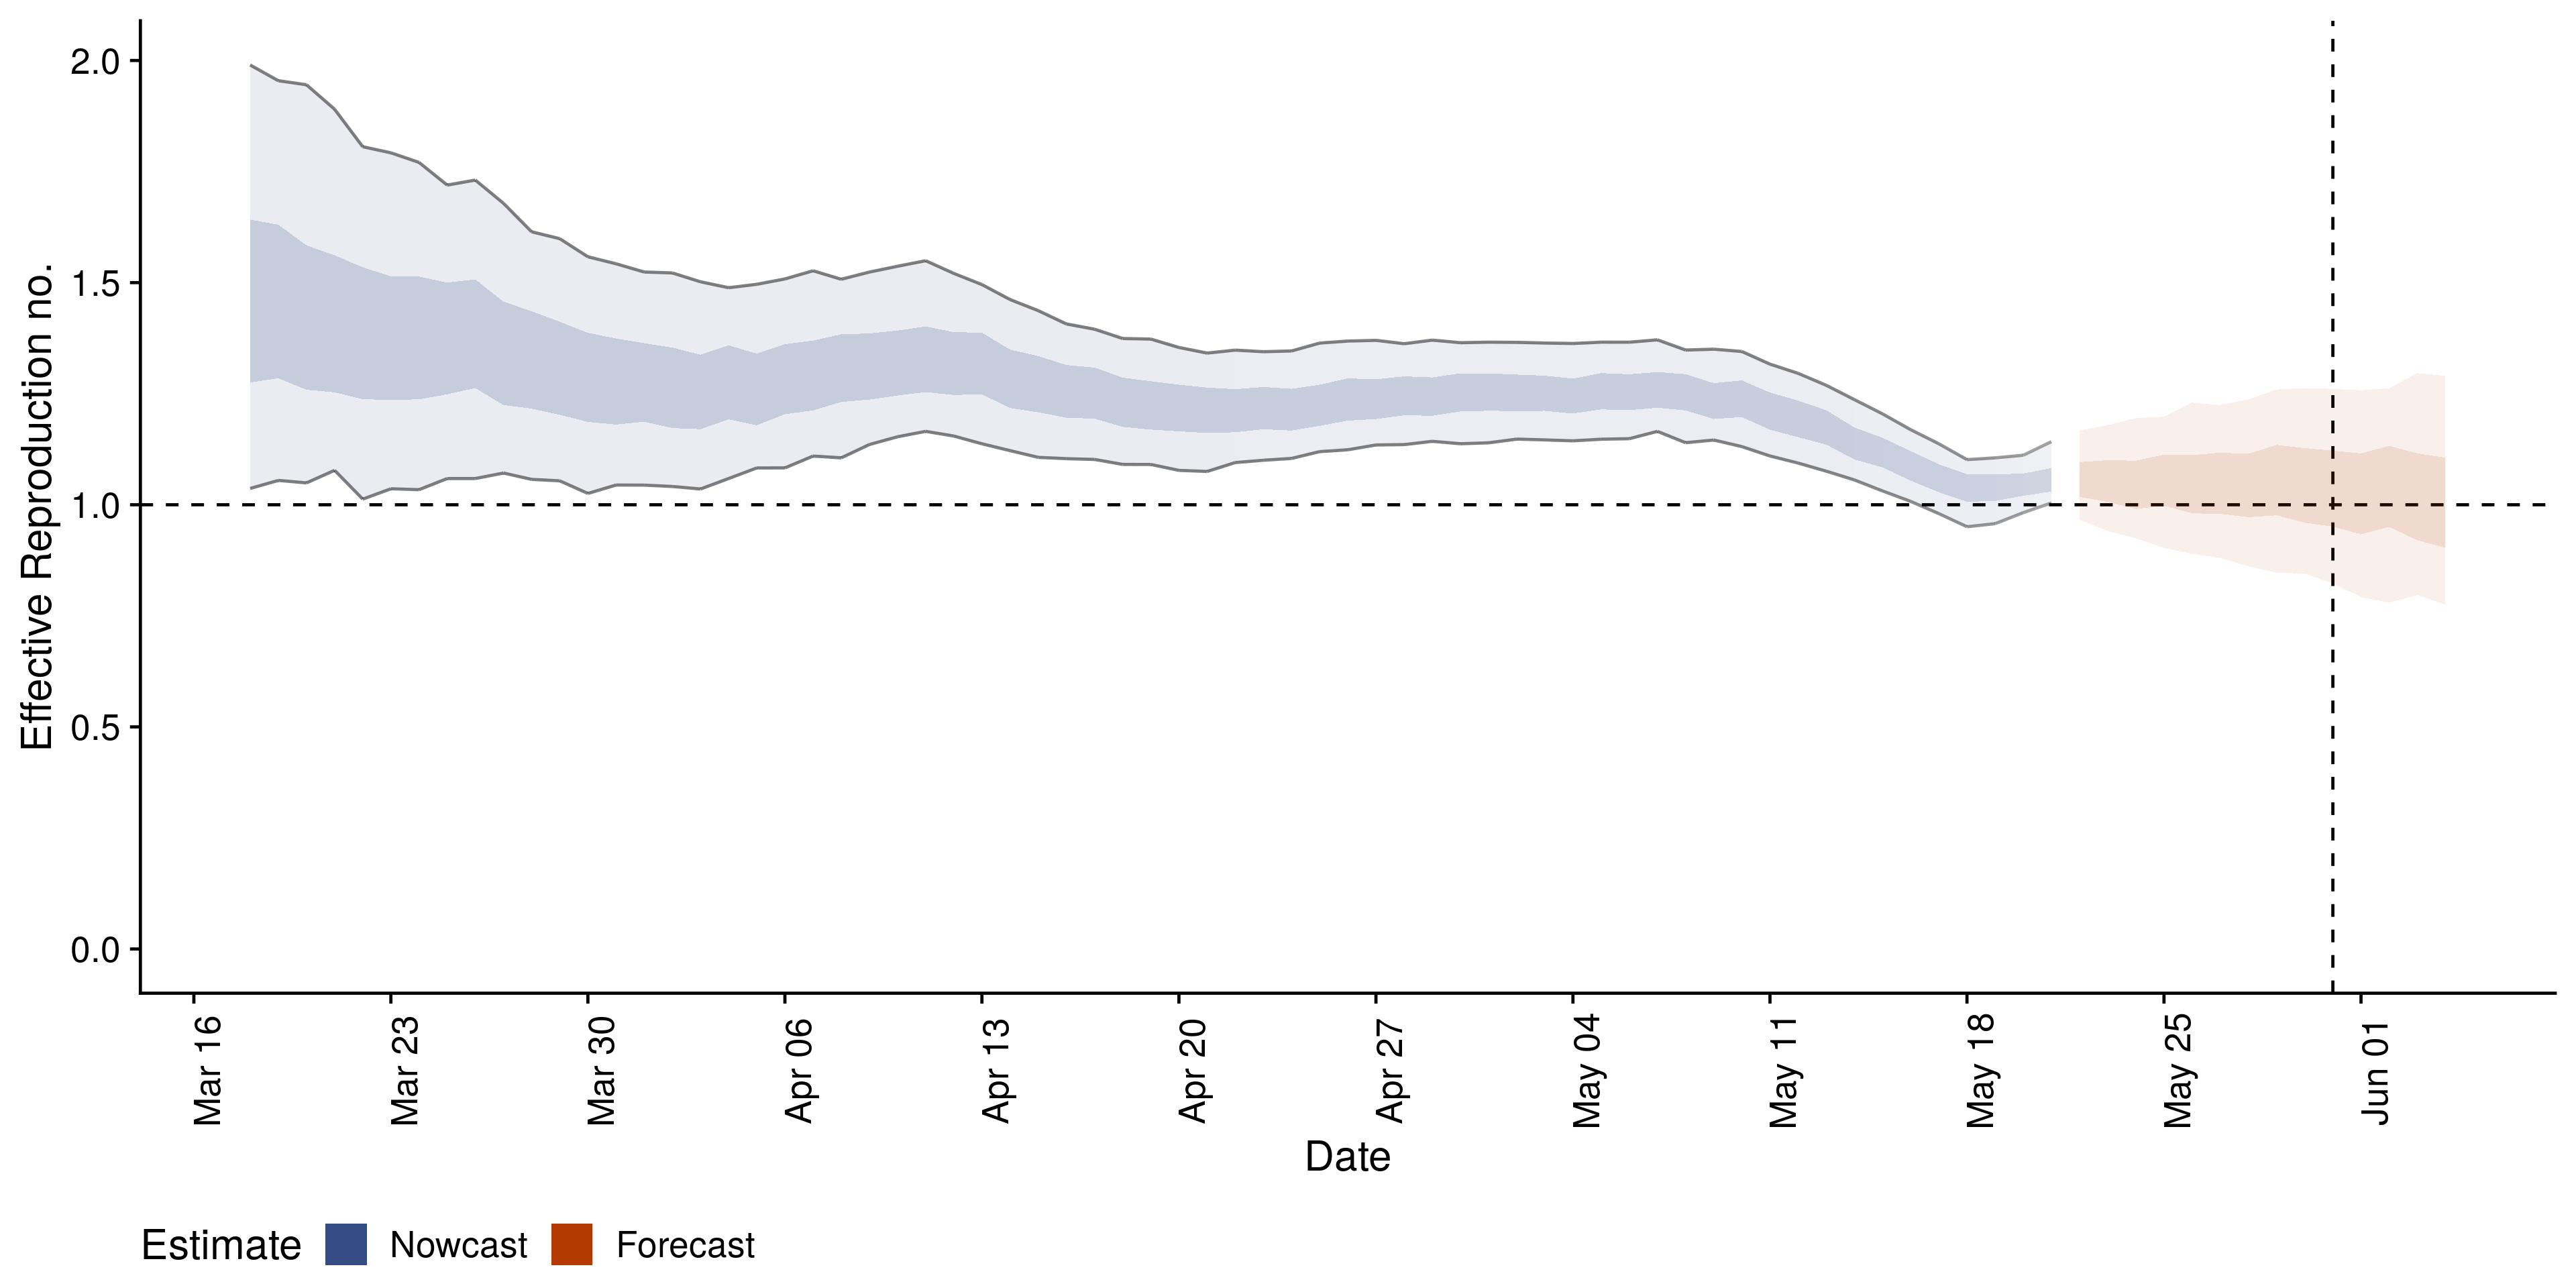 Effective Reproduction no.
2.0
1.5
1.0
0.5
0.0
Mar 16
Mar 23
Mar 30
Apr 06
Apr 13
Apr 20
Apr 27
May 04
May 11
May 18
May 25
Jun 01
Date
Estimate Nowcast Forecast